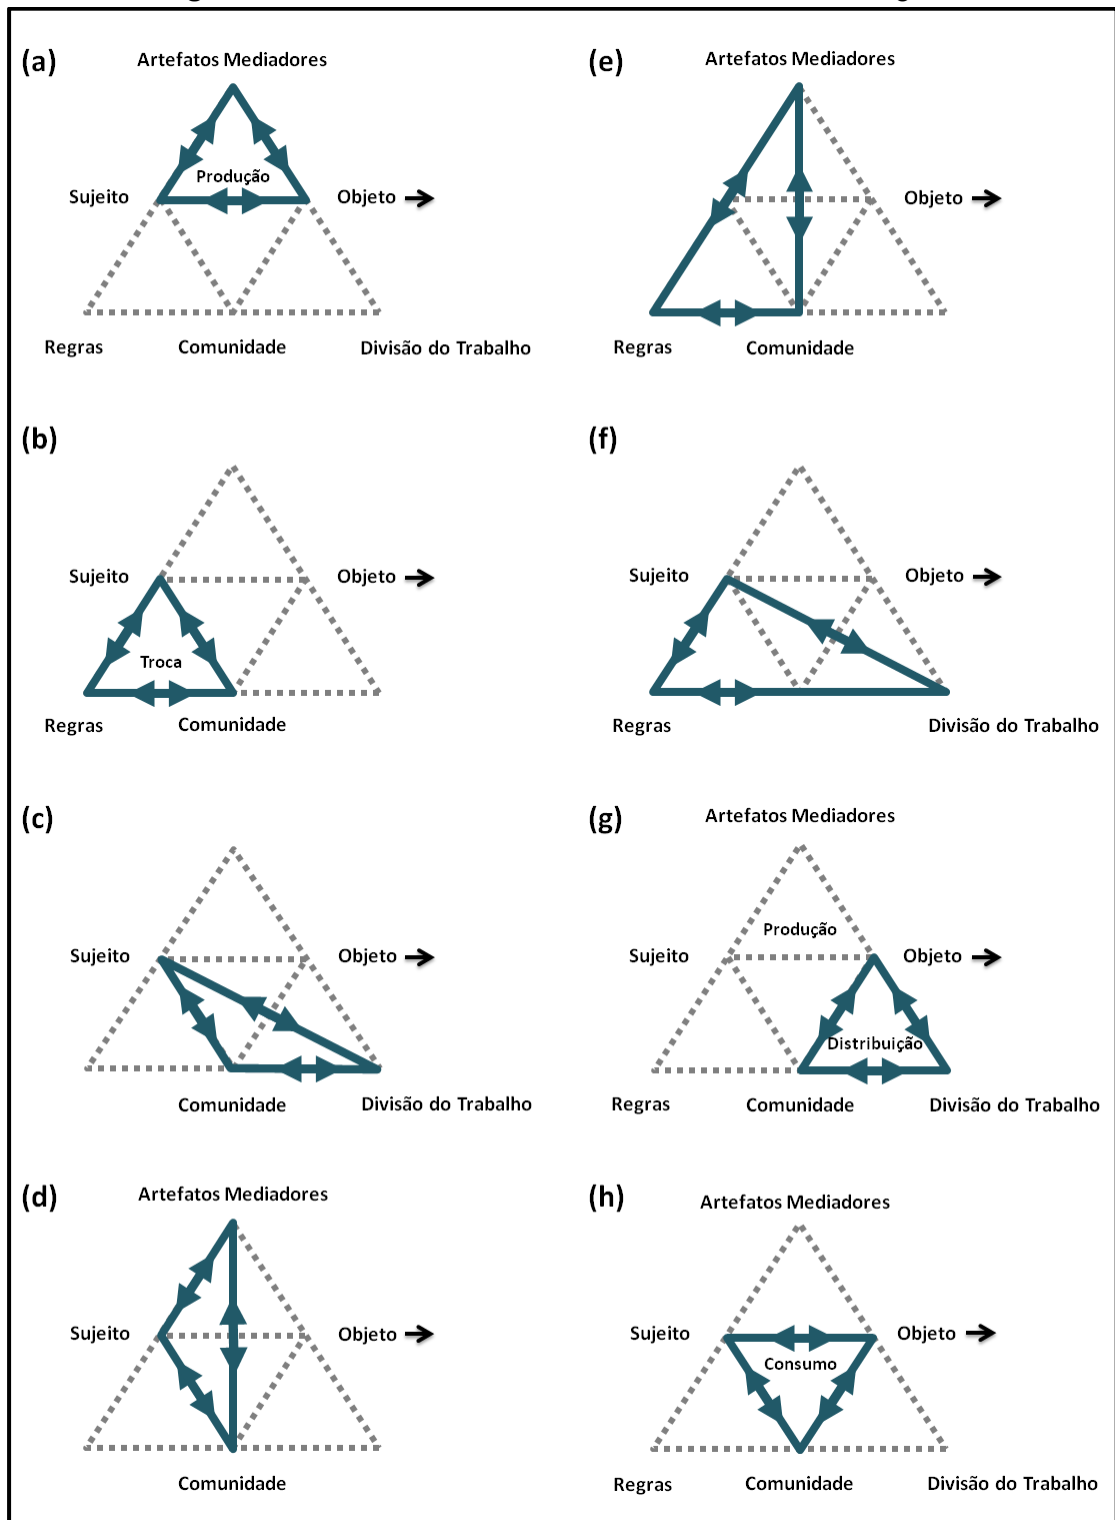 (a)
Artefatos Mediadores
Produção
Sujeito
Objeto
Regras
Comunidade
Divisão do Trabalho
(b)
Sujeito
Objeto
Troca
Regras
Comunidade
(c)
Sujeito
Objeto
Comunidade
Divisão do Trabalho
(d)
Artefatos Mediadores
Sujeito
Objeto
Comunidade
(e)
Artefatos Mediadores
Objeto
Regras
Comunidade
(f)
Sujeito
Objeto
Regras
Divisão do Trabalho
(g)
Artefatos Mediadores
Produção
Sujeito
Objeto
Distribuição
Regras
Comunidade
Divisão do Trabalho
(h)
Artefatos Mediadores
Sujeito
Objeto
Consumo
Regras
Comunidade
Divisão do Trabalho